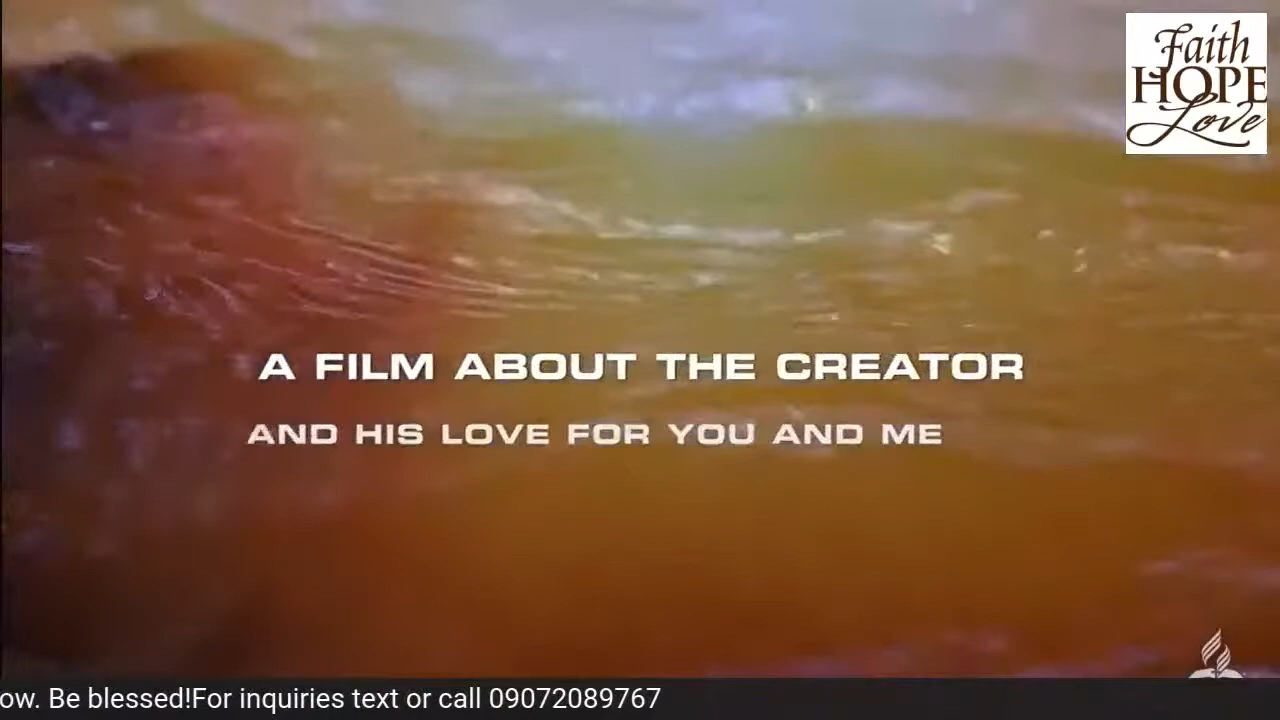 Faith
HOPE
Love
A FILM ABOUT THE CREATOR
AND HIS LOVE FOR YOU AND ME
ow. Be blessed!For inquiries text or call 09072089767